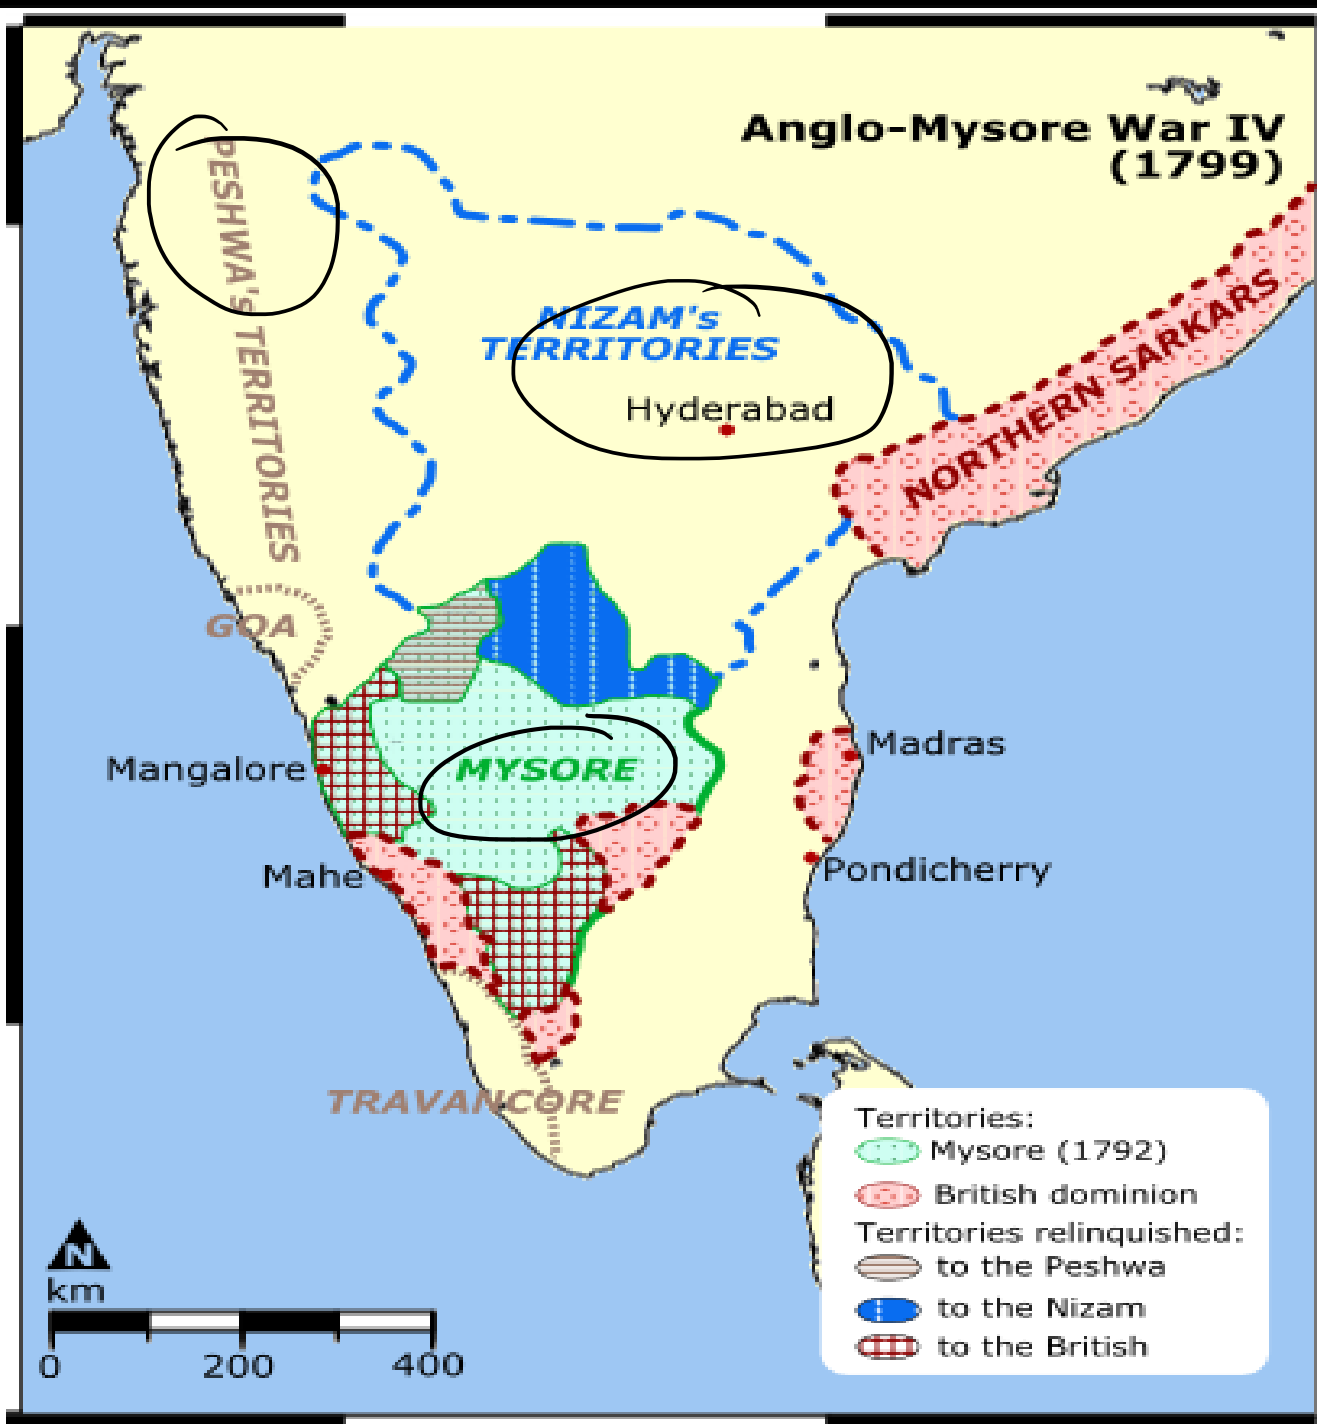 Anglo-Mysore War IV
(1799)
PESHWA's TERRITORIES
NIZAM's
TERRITORIES
Hyderabad
NORTHERN SARKARS
GOA
MYSORE
Mangalore
Madras
Mahe
Pondicherry
TRAVANCORE
Territories:
Mysore (1792)
British dominion
Territories relinquished:
to the Peshwa
to the Nizam
to the British
N
km
0 200 400